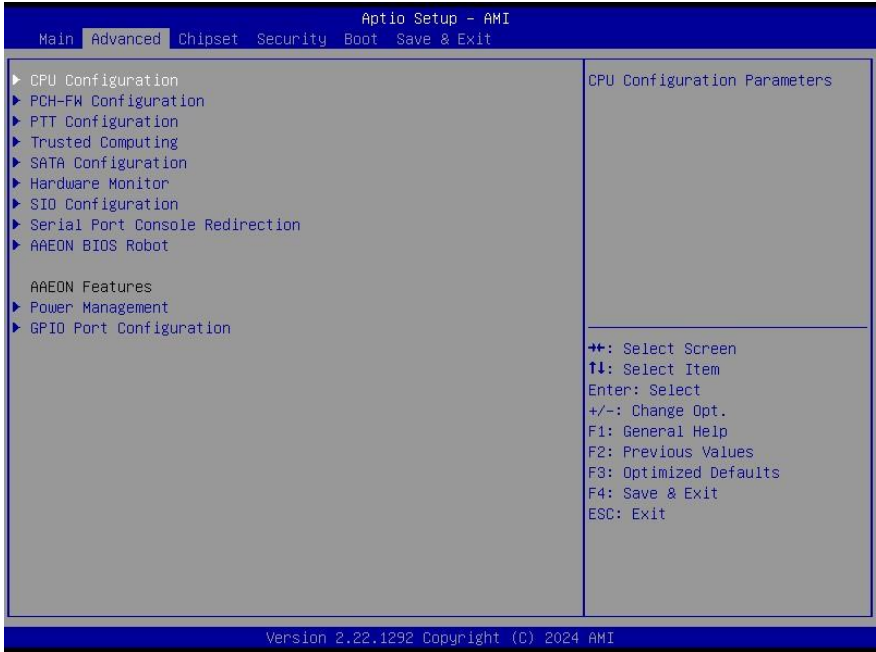 Aptio Setup – AMI
Main Advanced Chipset Security Boot Save & Exit
▶ CPU Configuration
▶ PCH-FW Configuration
▶ PTT Configuration
▶ Trusted Computing
▶ SATA Configuration
▶ Hardware Monitor
▶ SIO Configuration
▶ Serial Port Console Redirection
▶ AAEON BIOS Robot
AAEON Features
▶ Power Management
▶ GPIO Port Configuration
CPU Configuration Parameters
→←: Select Screen
↑↓: Select Item
Enter: Select
+/-: Change Opt.
F1: General Help
F2: Previous Values
F3: Optimized Defaults
F4: Save & Exit
ESC: Exit
Version 2.22.1292 Copyright (C) 2024 AMI